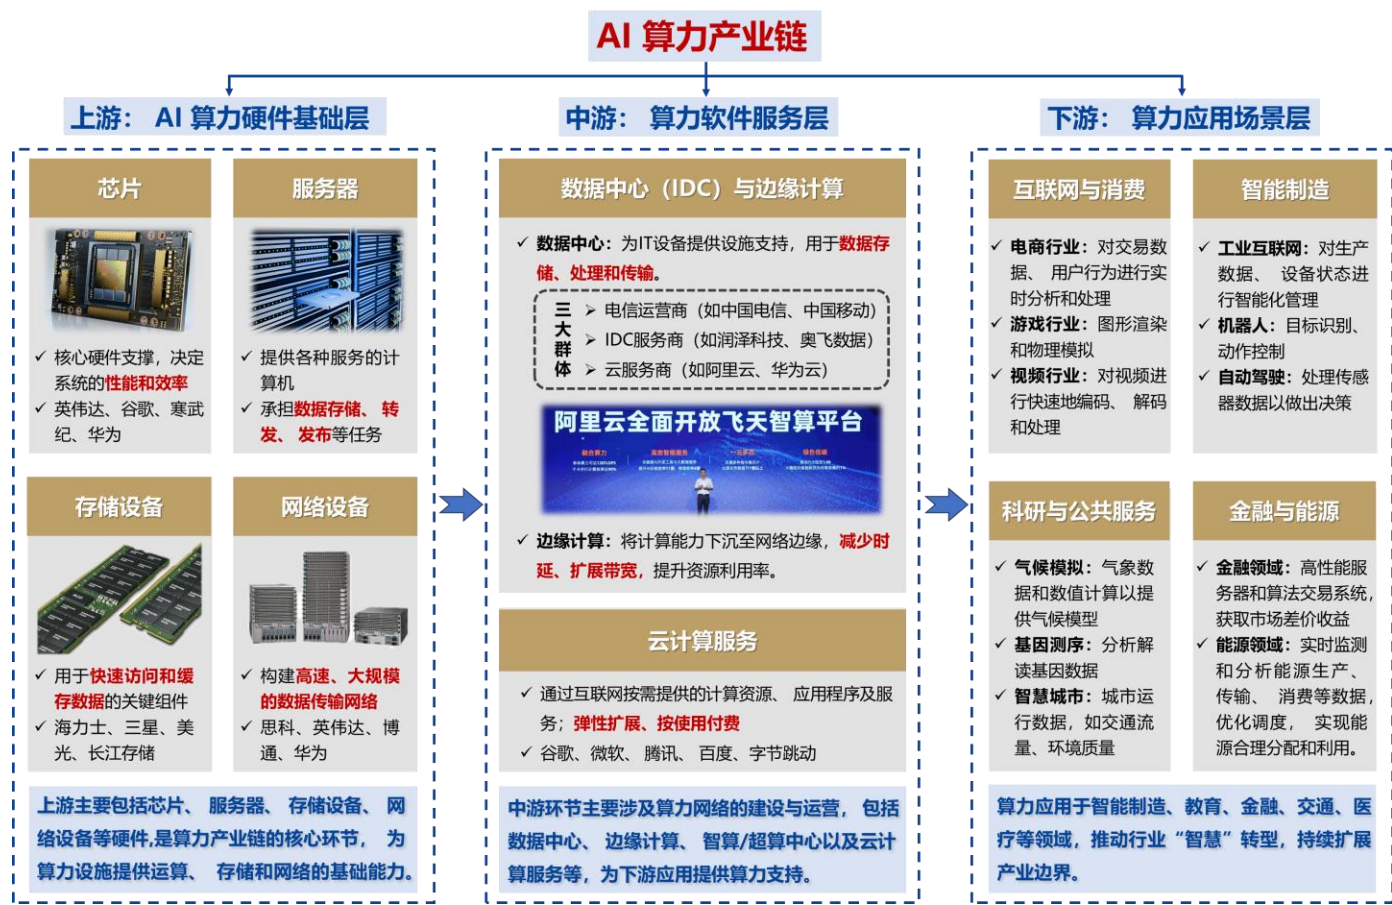 AI 算力产业链
上游： AI 算力硬件基础层
芯片
✓ 核心硬件支撑，决定
系统的性能和效率
✓ 英伟达、谷歌、寒武
纪、华为
服务器
✓ 提供各种服务的计
算机
✓ 承担数据存储、 转
发、 发布等任务
存储设备
✓ 用于快速访问和缓
存数据的关键组件
✓ 海力士、三星、美
光、长江存储
网络设备
✓ 构建高速、大规模
的数据传输网络
✓ 思科、英伟达、博
通、华为
上游主要包括芯片、 服务器、 存储设备、 网
络设备等硬件,是算力产业链的核心环节， 为
算力设施提供运算、 存储和网络的基础能力。
中游： 算力软件服务层
数据中心（IDC）与边缘计算
✓ 数据中心：为IT设备提供设施支持，用于数据存
储、处理和传输。
三大群体
➢ 电信运营商（如中国电信、中国移动）
➢ IDC服务商（如润泽科技、奥飞数据）
➢ 云服务商（如阿里云、华为云）
阿里云全面开放飞天智算平台
融合算力 高效智能服务 一云多芯 绿色低碳
✓ 边缘计算：将计算能力下沉至网络边缘，减少时
延、扩展带宽，提升资源利用率。
云计算服务
✓ 通过互联网按需提供的计算资源、 应用程序及服
务；弹性扩展、按使用付费
✓ 谷歌、微软、腾讯、百度、字节跳动
中游环节主要涉及算力网络的建设与运营， 包括
数据中心、 边缘计算、 智算/超算中心以及云计
算服务等，为下游应用提供算力支持。
下游： 算力应用场景层
互联网与消费
✓ 电商行业：对交易数
据、 用户行为进行实
时分析和处理
✓ 游戏行业：图形渲染
和物理模拟
✓ 视频行业：对视频进
行快速地编码、 解码
和处理
智能制造
✓ 工业互联网：对生产
数据、 设备状态进
行智能化管理
✓ 机器人：目标识别、
动作控制
✓ 自动驾驶：处理传感
器数据以做出决策
科研与公共服务
✓ 气候模拟：气象数
据和数值计算以提
供气候模型
✓ 基因测序：分析解
读基因数据
✓ 智慧城市：城市运
行数据，如交通流
量、环境质量
金融与能源
✓ 金融领域：高性能服
务器和算法交易系统，
获取市场差价收益
✓ 能源领域：实时监测
和分析能源生产、
传输、 消费等数据，
优化调度， 实现能
源合理分配和利用。
算力应用于智能制造、教育、金融、交通、医
疗等领域，推动行业“智慧”转型，持续扩展
产业边界。